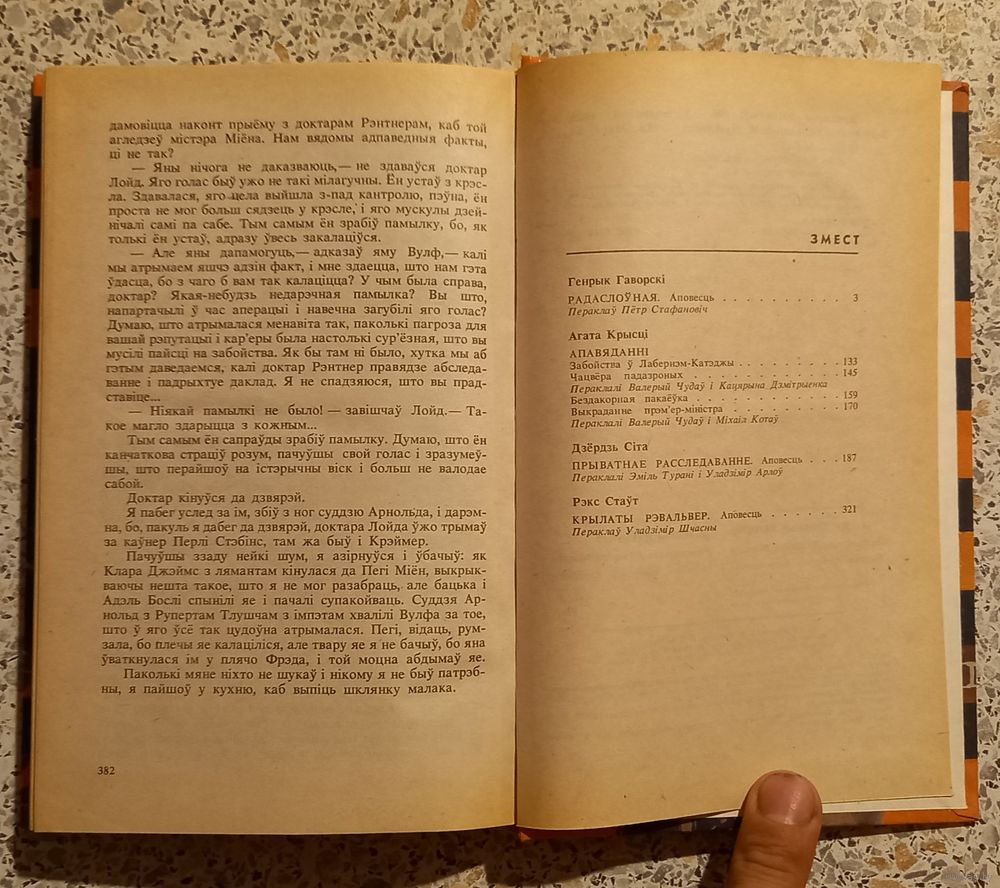 дамовіцца наконт прыёму з доктарам Рэнтнерам, каб той
агледзеў містэра Міёна. Нам вядомы адпаведныя факты,
ці не так?
— Яны нічога не даказваюць,— не здаваўся доктар
Лойд. Яго голас быў ужо не такі мілагучны. Ён устаў з крэс-
ла. Здавалася, яго цела выйшла з-пад кантролю, пэўна, ён
проста не мог больш сядзець у крэсле, і яго мускулы дзей-
нічалі самі па сабе. Тым самым ён зрабіў памылку, бо, як
толькі ён устаў, адразу ўвесь закалаціўся.
— Але яны дапамогуць,— адказаў яму Вулф,— калі
мы атрымаем яшчэ адзін факт, і мне здаецца, што нам гэта
ўдасца, бо з чаго б вам так калаціцца? У чым была справа,
доктар? Якая-небудзь недарэчная памылка? Вы што,
напартачылі ў час аперацыі і навечна загубілі яго голас?
Думаю, што атрымалася менавіта так, паколькі пагроза для
вашай рэпутацыі і кар'еры была настолькі сур'ёзная, што вы
мусілі пайсці на забойства. Як бы там ні было, хутка мы аб
гэтым даведаемся, калі доктар Рэнтнер правядзе абследа-
ванне і падрыхтуе даклад. Я не спадзяюся, што вы прад-
ставіце...
— Ніякай памылкі не было! — завішчаў Лойд.— Та-
кое магло здарыцца з кожным...
Тым самым ён сапраўды зрабіў памылку. Думаю, што ён
канчаткова страціў розум, пачуўшы свой голас і зразумеў-
шы, што перайшоў на істэрычны віск і больш не валодае
сабой.
Доктар кінуўся да дзвярэй.
Я пабег услед за ім, збіў з ног суддзю Арнольда, і дарэм-
на, бо, пакуль я дабег да дзвярэй, доктара Лойда ўжо трымаў
за каўнер Перлі Стэбінс, там жа быў і Крэймер.
Пачуўшы ззаду нейкі шум, я азірнуўся і ўбачыў: як
Клара Джэймс з лямантам кінулася да Пегі Міён, выкрык-
ваючы нешта такое, што я не мог разабраць, але бацька і
Адэль Бослі спынілі яе і пачалі супакойваць. Суддзя Ар-
нольд з Рупертам Тлушчам з імпэтам хвалілі Вулфа за тое,
што ў яго ўсё так цудоўна атрымалася. Пегі, відаць, рум-
зала, бо плечы яе калаціліся, але твару яе я не бачыў, бо яна
ўваткнулася ім у плячо Фрэда, і той моцна абдымаў яе.
Паколькі мяне ніхто не шукаў і нікому я не быў патрэб-
ны, я пайшоў у кухню, каб выпіць шклянку малака.
382
ЗМЕСТ
Генрык Гаворскі
РАДАСЛОЎНАЯ. Аповесць . . . . . . . . . . 3
Пераклаў Пётр Стафановіч
Агата Крысці
АПАВЯДАННІ
Забойства ў Лабернэм-Катэджы . . . . . . . . 133
Чацвёра падазроных . . . . . . . . . . . 145
Пераклалі Валерый Чудаў і Кацярына Дзмітрыенка
Бездакорная пакаёўка . . . . . . . . . . . 159
Выкраданне прэм'ер-міністра . . . . . . . . 170
Пераклалі Валерый Чудаў і Міхаіл Котаў
Дзёрдзь Сіта
ПРЫВАТНАЕ РАССЛЕДАВАННЕ. Аповесць . . . 187
Пераклалі Эміль Турані і Уладзімір Арлоў
Рэкс Стаўт
КРЫЛАТЫ РЭВАЛЬВЕР. Аповесць . . . . . . 321
Пераклаў Уладзімір Шчасны